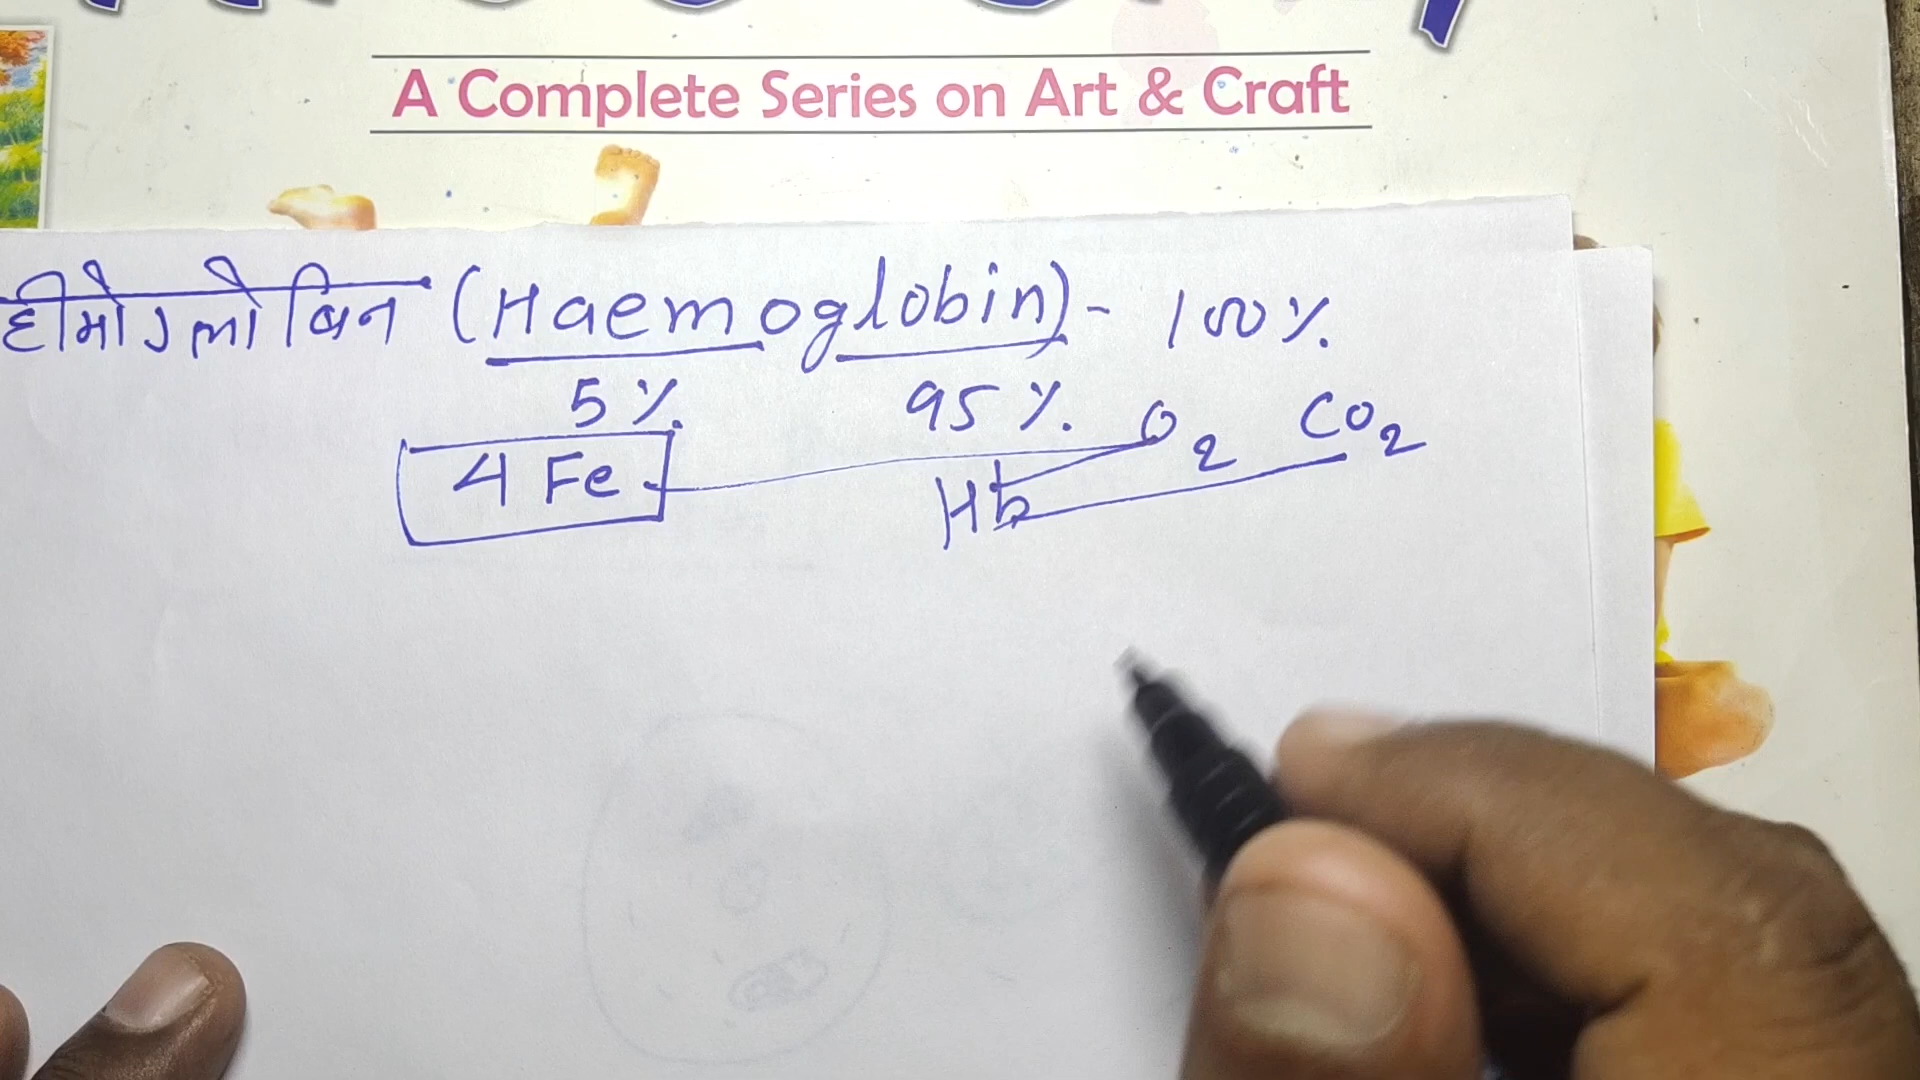 A Complete Series on Art & Craft
हीमोग्लोबिन (Haemoglobin) - 100%.
5%. 95%. O2 CO2
4 Fe Hb